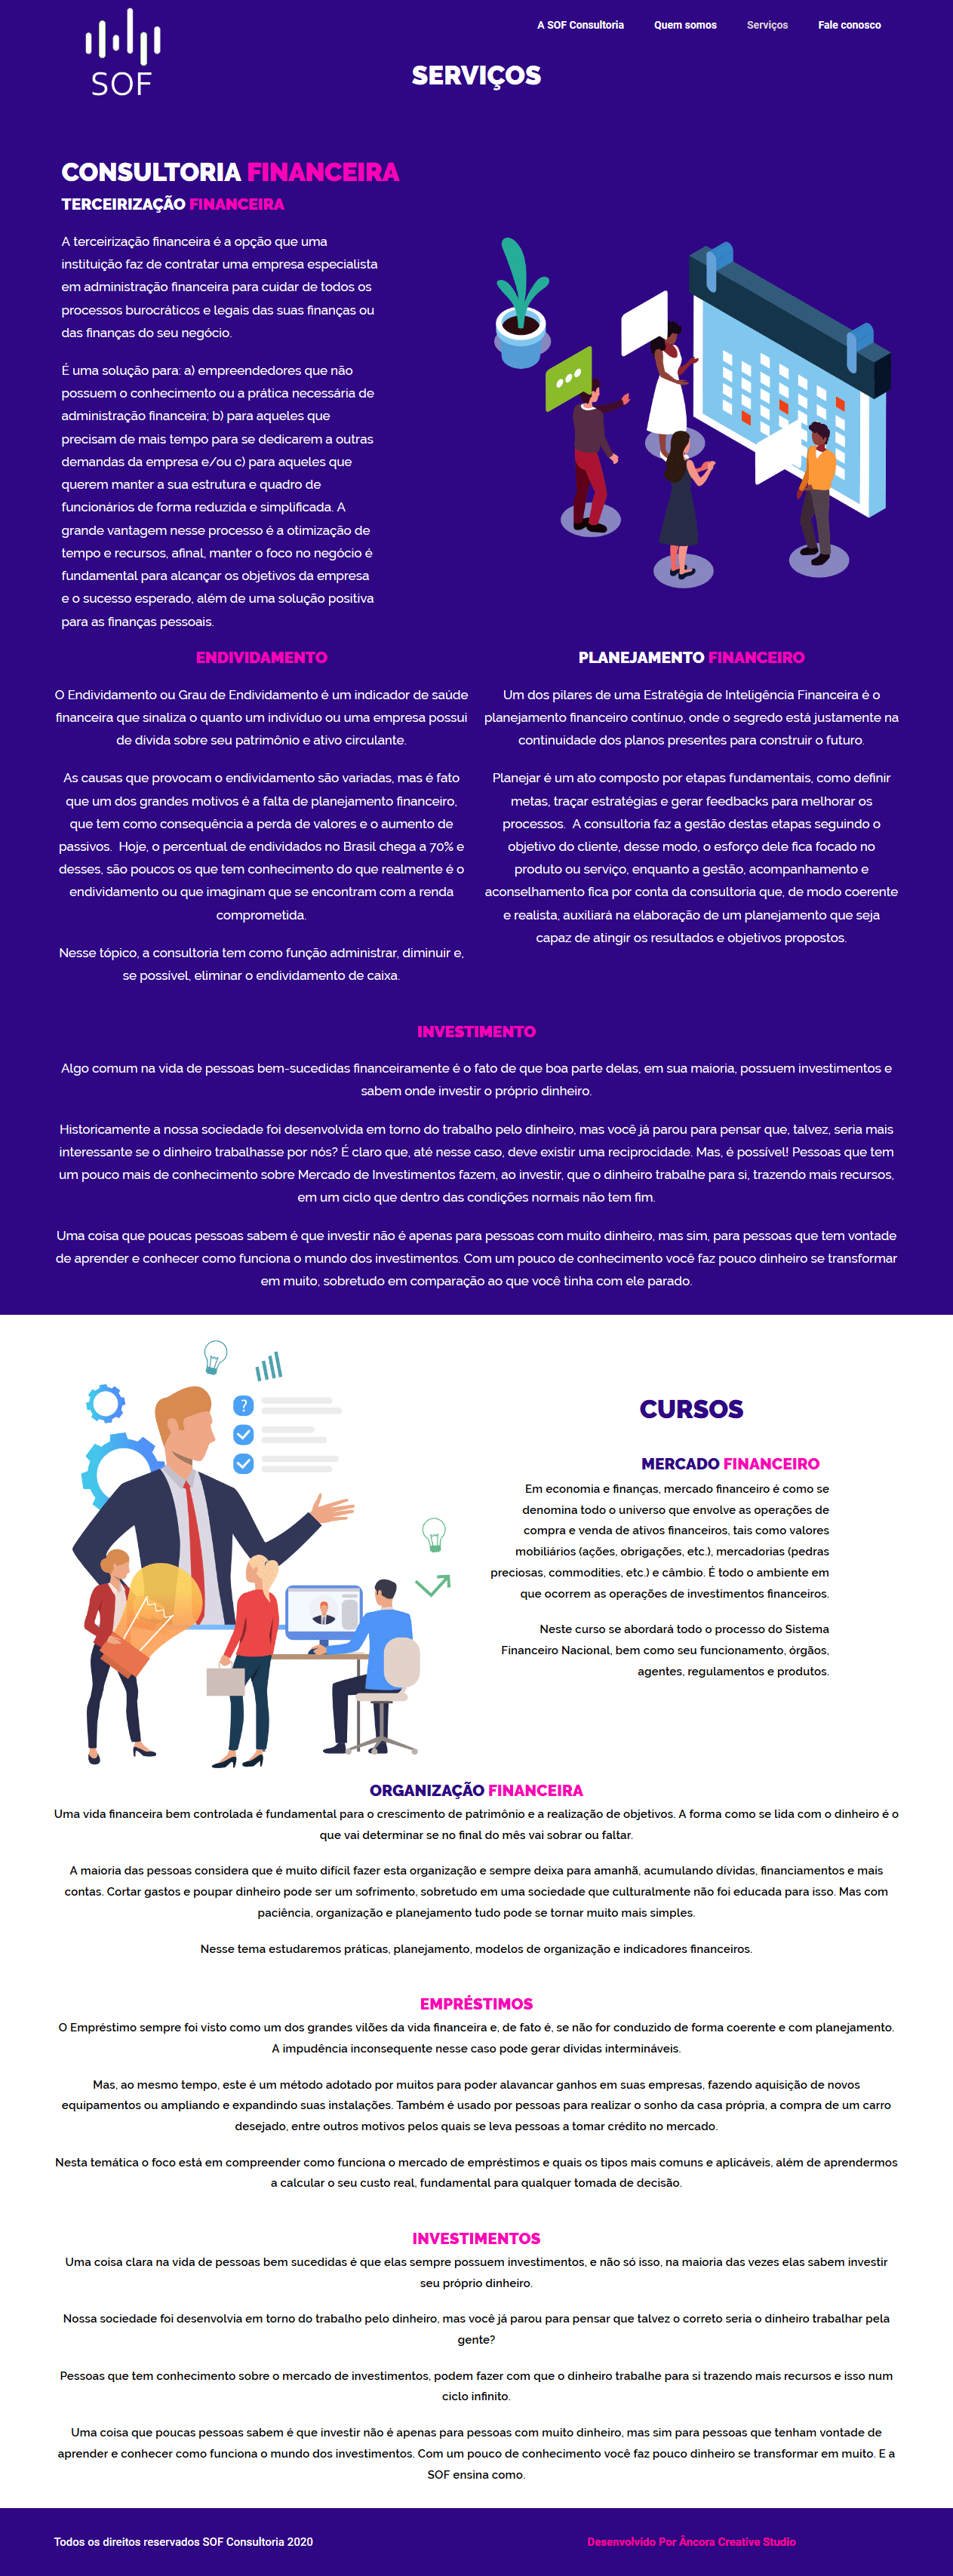 SOF
A SOF Consultoria
Quem somos
Serviços
Fale conosco
SERVIÇOS
CONSULTORIA FINANCEIRA
TERCEIRIZAÇÃO FINANCEIRA
A terceirização financeira é a opção que uma
instituição faz de contratar uma empresa especialista
em administração financeira para cuidar de todos os
processos burocráticos e legais das suas finanças ou
das finanças do seu negócio.
É uma solução para: a) empreendedores que não
possuem o conhecimento ou a prática necessária de
administração financeira; b) para aqueles que
precisam de mais tempo para se dedicarem a outras
demandas da empresa e/ou c) para aqueles que
querem manter a sua estrutura e quadro de
funcionários de forma reduzida e simplificada. A
grande vantagem nesse processo é a otimização de
tempo e recursos, afinal, manter o foco no negócio é
fundamental para alcançar os objetivos da empresa
e o sucesso esperado, além de uma solução positiva
para as finanças pessoais.
ENDIVIDAMENTO
O Endividamento ou Grau de Endividamento é um indicador de saúde
financeira que sinaliza o quanto um indivíduo ou uma empresa possui
de dívida sobre seu patrimônio e ativo circulante.
As causas que provocam o endividamento são variadas, mas é fato
que um dos grandes motivos é a falta de planejamento financeiro,
que tem como consequência a perda de valores e o aumento de
passivos.  Hoje, o percentual de endividados no Brasil chega a 70% e
desses, são poucos os que tem conhecimento do que realmente é o
endividamento ou que imaginam que se encontram com a renda
comprometida.
Nesse tópico, a consultoria tem como função administrar, diminuir e,
se possível, eliminar o endividamento de caixa.
PLANEJAMENTO FINANCEIRO
Um dos pilares de uma Estratégia de Inteligência Financeira é o
planejamento financeiro contínuo, onde o segredo está justamente na
continuidade dos planos presentes para construir o futuro.
Planejar é um ato composto por etapas fundamentais, como definir
metas, traçar estratégias e gerar feedbacks para melhorar os
processos.  A consultoria faz a gestão destas etapas seguindo o
objetivo do cliente, desse modo, o esforço dele fica focado no
produto ou serviço, enquanto a gestão, acompanhamento e
aconselhamento fica por conta da consultoria que, de modo coerente
e realista, auxiliará na elaboração de um planejamento que seja
capaz de atingir os resultados e objetivos propostos.
INVESTIMENTO
Algo comum na vida de pessoas bem-sucedidas financeiramente é o fato de que boa parte delas, em sua maioria, possuem investimentos e
sabem onde investir o próprio dinheiro.
Historicamente a nossa sociedade foi desenvolvida em torno do trabalho pelo dinheiro, mas você já parou para pensar que, talvez, seria mais
interessante se o dinheiro trabalhasse por nós? É claro que, até nesse caso, deve existir uma reciprocidade. Mas, é possível! Pessoas que tem
um pouco mais de conhecimento sobre Mercado de Investimentos fazem, ao investir, que o dinheiro trabalhe para si, trazendo mais recursos,
em um ciclo que dentro das condições normais não tem fim.
Uma coisa que poucas pessoas sabem é que investir não é apenas para pessoas com muito dinheiro, mas sim, para pessoas que tem vontade
de aprender e conhecer como funciona o mundo dos investimentos. Com um pouco de conhecimento você faz pouco dinheiro se transformar
em muito, sobretudo em comparação ao que você tinha com ele parado.
?
CURSOS
MERCADO FINANCEIRO
Em economia e finanças, mercado financeiro é como se
denomina todo o universo que envolve as operações de
compra e venda de ativos financeiros, tais como valores
mobiliários (ações, obrigações, etc.), mercadorias (pedras
preciosas, commodities, etc.) e câmbio. É todo o ambiente em
que ocorrem as operações de investimentos financeiros.
Neste curso se abordará todo o processo do Sistema
Financeiro Nacional, bem como seu funcionamento, órgãos,
agentes, regulamentos e produtos.
ORGANIZAÇÃO FINANCEIRA
Uma vida financeira bem controlada é fundamental para o crescimento de patrimônio e a realização de objetivos. A forma como se lida com o dinheiro é o
que vai determinar se no final do mês vai sobrar ou faltar.
A maioria das pessoas considera que é muito difícil fazer esta organização e sempre deixa para amanhã, acumulando dívidas, financiamentos e mais
contas. Cortar gastos e poupar dinheiro pode ser um sofrimento, sobretudo em uma sociedade que culturalmente não foi educada para isso. Mas com
paciência, organização e planejamento tudo pode se tornar muito mais simples.
Nesse tema estudaremos práticas, planejamento, modelos de organização e indicadores financeiros.
EMPRÉSTIMOS
O Empréstimo sempre foi visto como um dos grandes vilões da vida financeira e, de fato é, se não for conduzido de forma coerente e com planejamento.
A impudência inconsequente nesse caso pode gerar dividas intermináveis.
Mas, ao mesmo tempo, este é um método adotado por muitos para poder alavancar ganhos em suas empresas, fazendo aquisição de novos
equipamentos ou ampliando e expandindo suas instalações. Também é usado por pessoas para realizar o sonho da casa própria, a compra de um carro
desejado, entre outros motivos pelos quais se leva pessoas a tomar crédito no mercado.
Nesta temática o foco está em compreender como funciona o mercado de empréstimos e quais os tipos mais comuns e aplicáveis, além de aprendermos
a calcular o seu custo real, fundamental para qualquer tomada de decisão.
INVESTIMENTOS
Uma coisa clara na vida de pessoas bem sucedidas é que elas sempre possuem investimentos, e não só isso, na maioria das vezes elas sabem investir
seu próprio dinheiro.
Nossa sociedade foi desenvolvia em torno do trabalho pelo dinheiro, mas você já parou para pensar que talvez o correto seria o dinheiro trabalhar pela
gente?
Pessoas que tem conhecimento sobre o mercado de investimentos, podem fazer com que o dinheiro trabalhe para si trazendo mais recursos e isso num
ciclo infinito.
Uma coisa que poucas pessoas sabem é que investir não é apenas para pessoas com muito dinheiro, mas sim para pessoas que tenham vontade de
aprender e conhecer como funciona o mundo dos investimentos. Com um pouco de conhecimento você faz pouco dinheiro se transformar em muito. E a
SOF ensina como.
Todos os direitos reservados SOF Consultoria 2020
Desenvolvido Por Âncora Creative Studio